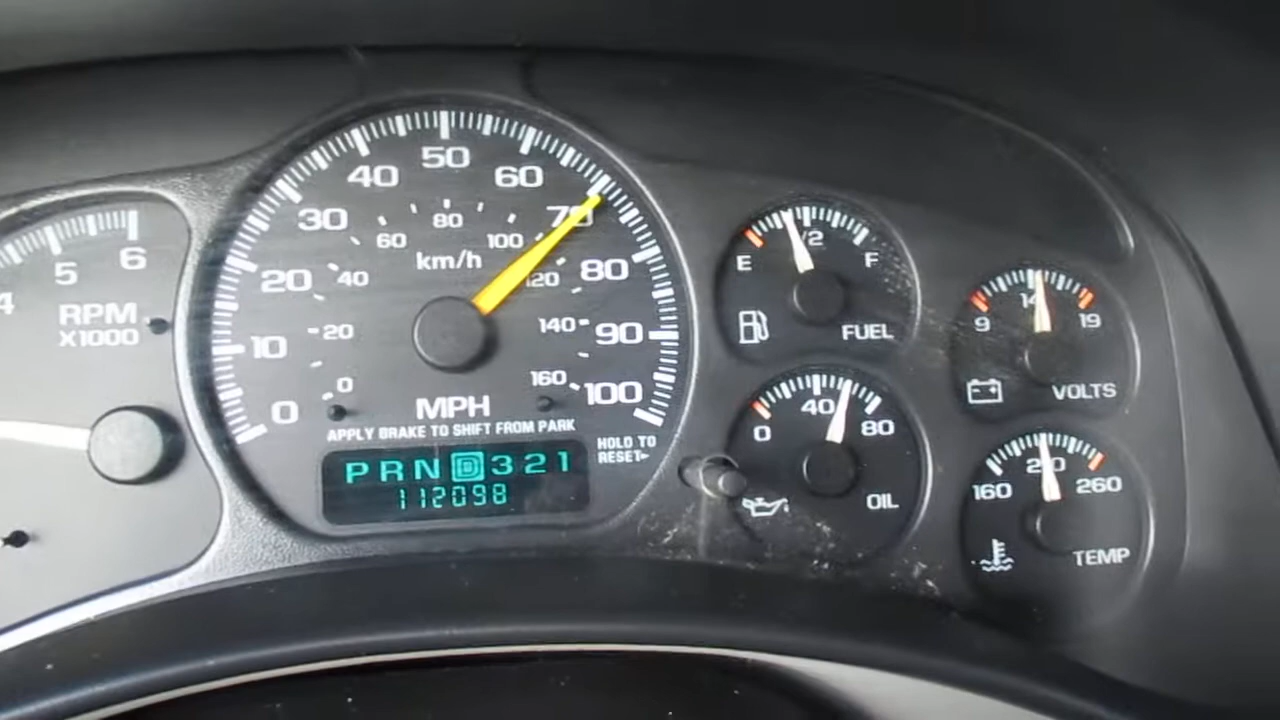 4 5 6
RPM
X1000
0 10 20 30 40 50 60 70 80 90 100
0 20 40 60 80 100 120 140 160
km/h
MPH
APPLY BRAKE TO SHIFT FROM PARK
HOLD TO
RESET
P R N D 3 2 1
112098
E 1/2 F
FUEL
9 14 19
VOLTS
0 40 80
OIL
160 210 260
TEMP